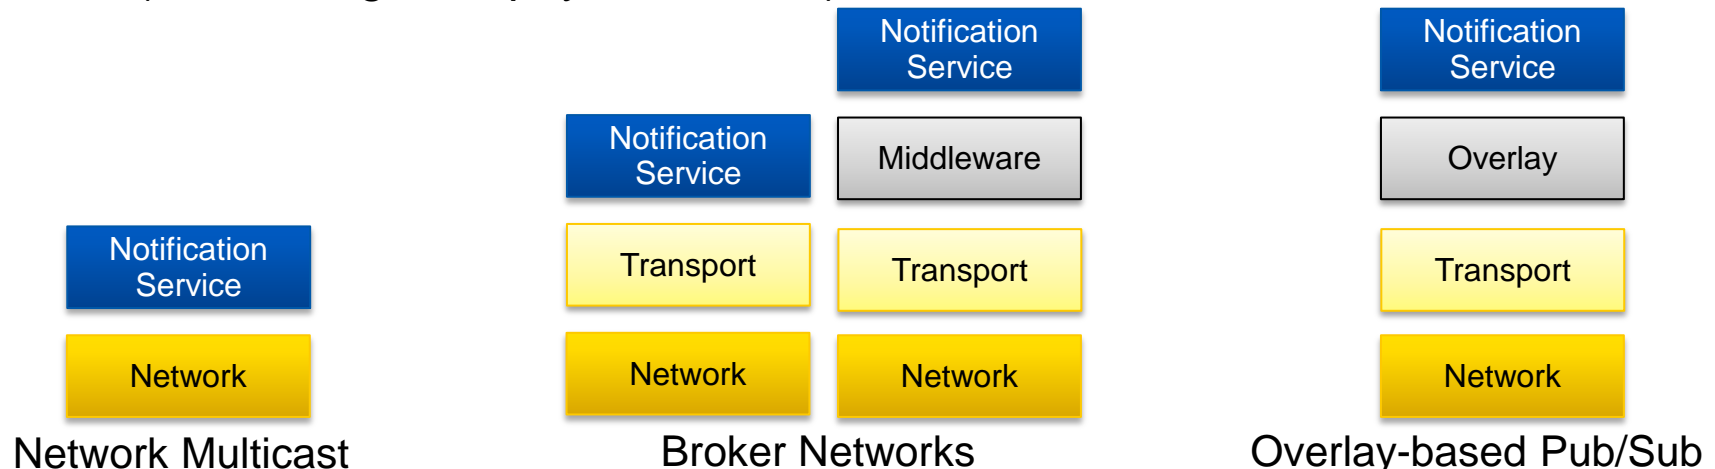 Notification
Service
Network
Network Multicast
Notification
Service
Transport
Network
Notification
Service
Middleware
Transport
Network
Broker Networks
Notification
Service
Overlay
Transport
Network
Overlay-based Pub/Sub